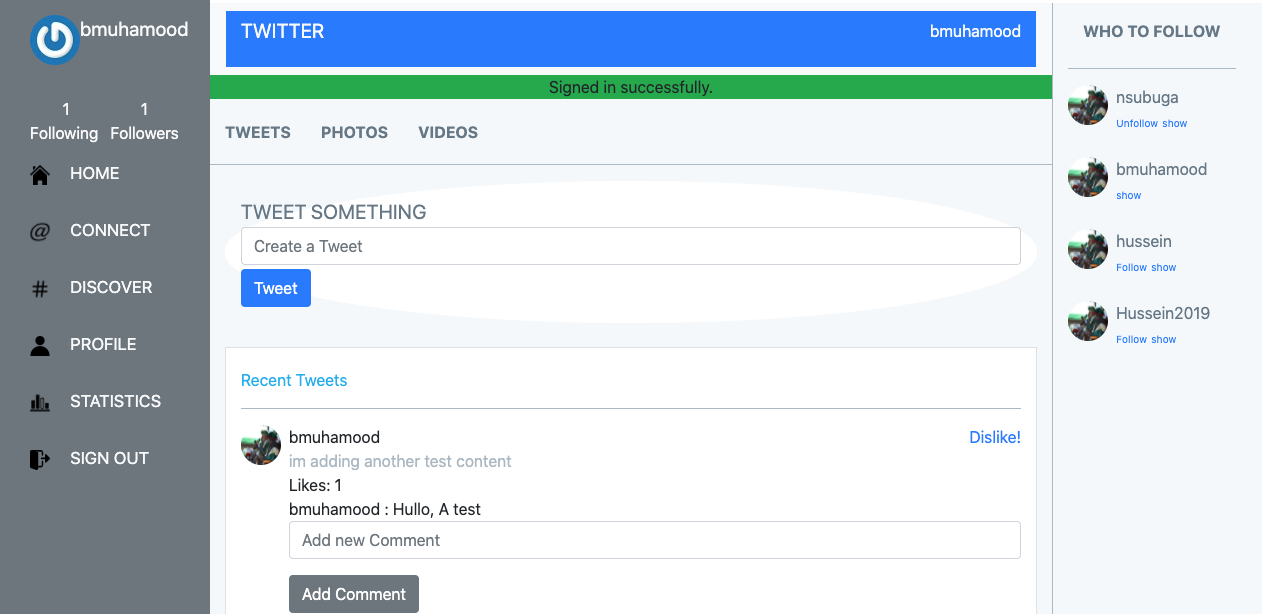 bmuhamood
1 1
Following Followers
HOME
CONNECT
DISCOVER
PROFILE
STATISTICS
SIGN OUT
TWITTER bmuhamood
Signed in successfully.
TWEETS PHOTOS VIDEOS
TWEET SOMETHING
Create a Tweet
Tweet
Recent Tweets
bmuhamood Dislike!
im adding another test content
Likes: 1
bmuhamood : Hullo, A test
Add new Comment
Add Comment
WHO TO FOLLOW
nsubuga
Unfollow show
bmuhamood
show
hussein
Follow show
Hussein2019
Follow show